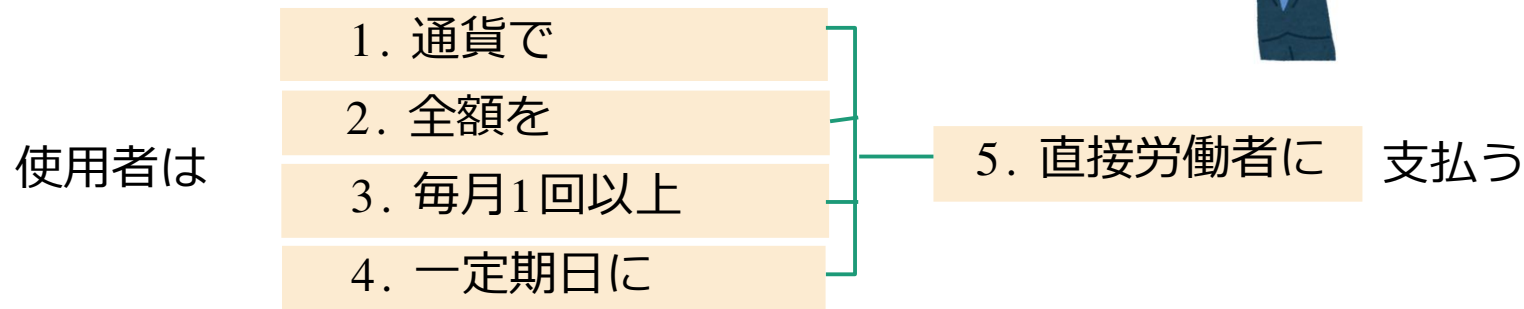 使用者は
1. 通貨で
2. 全額を
3. 毎月1回以上
4. 一定期日に
5. 直接労働者に
支払う